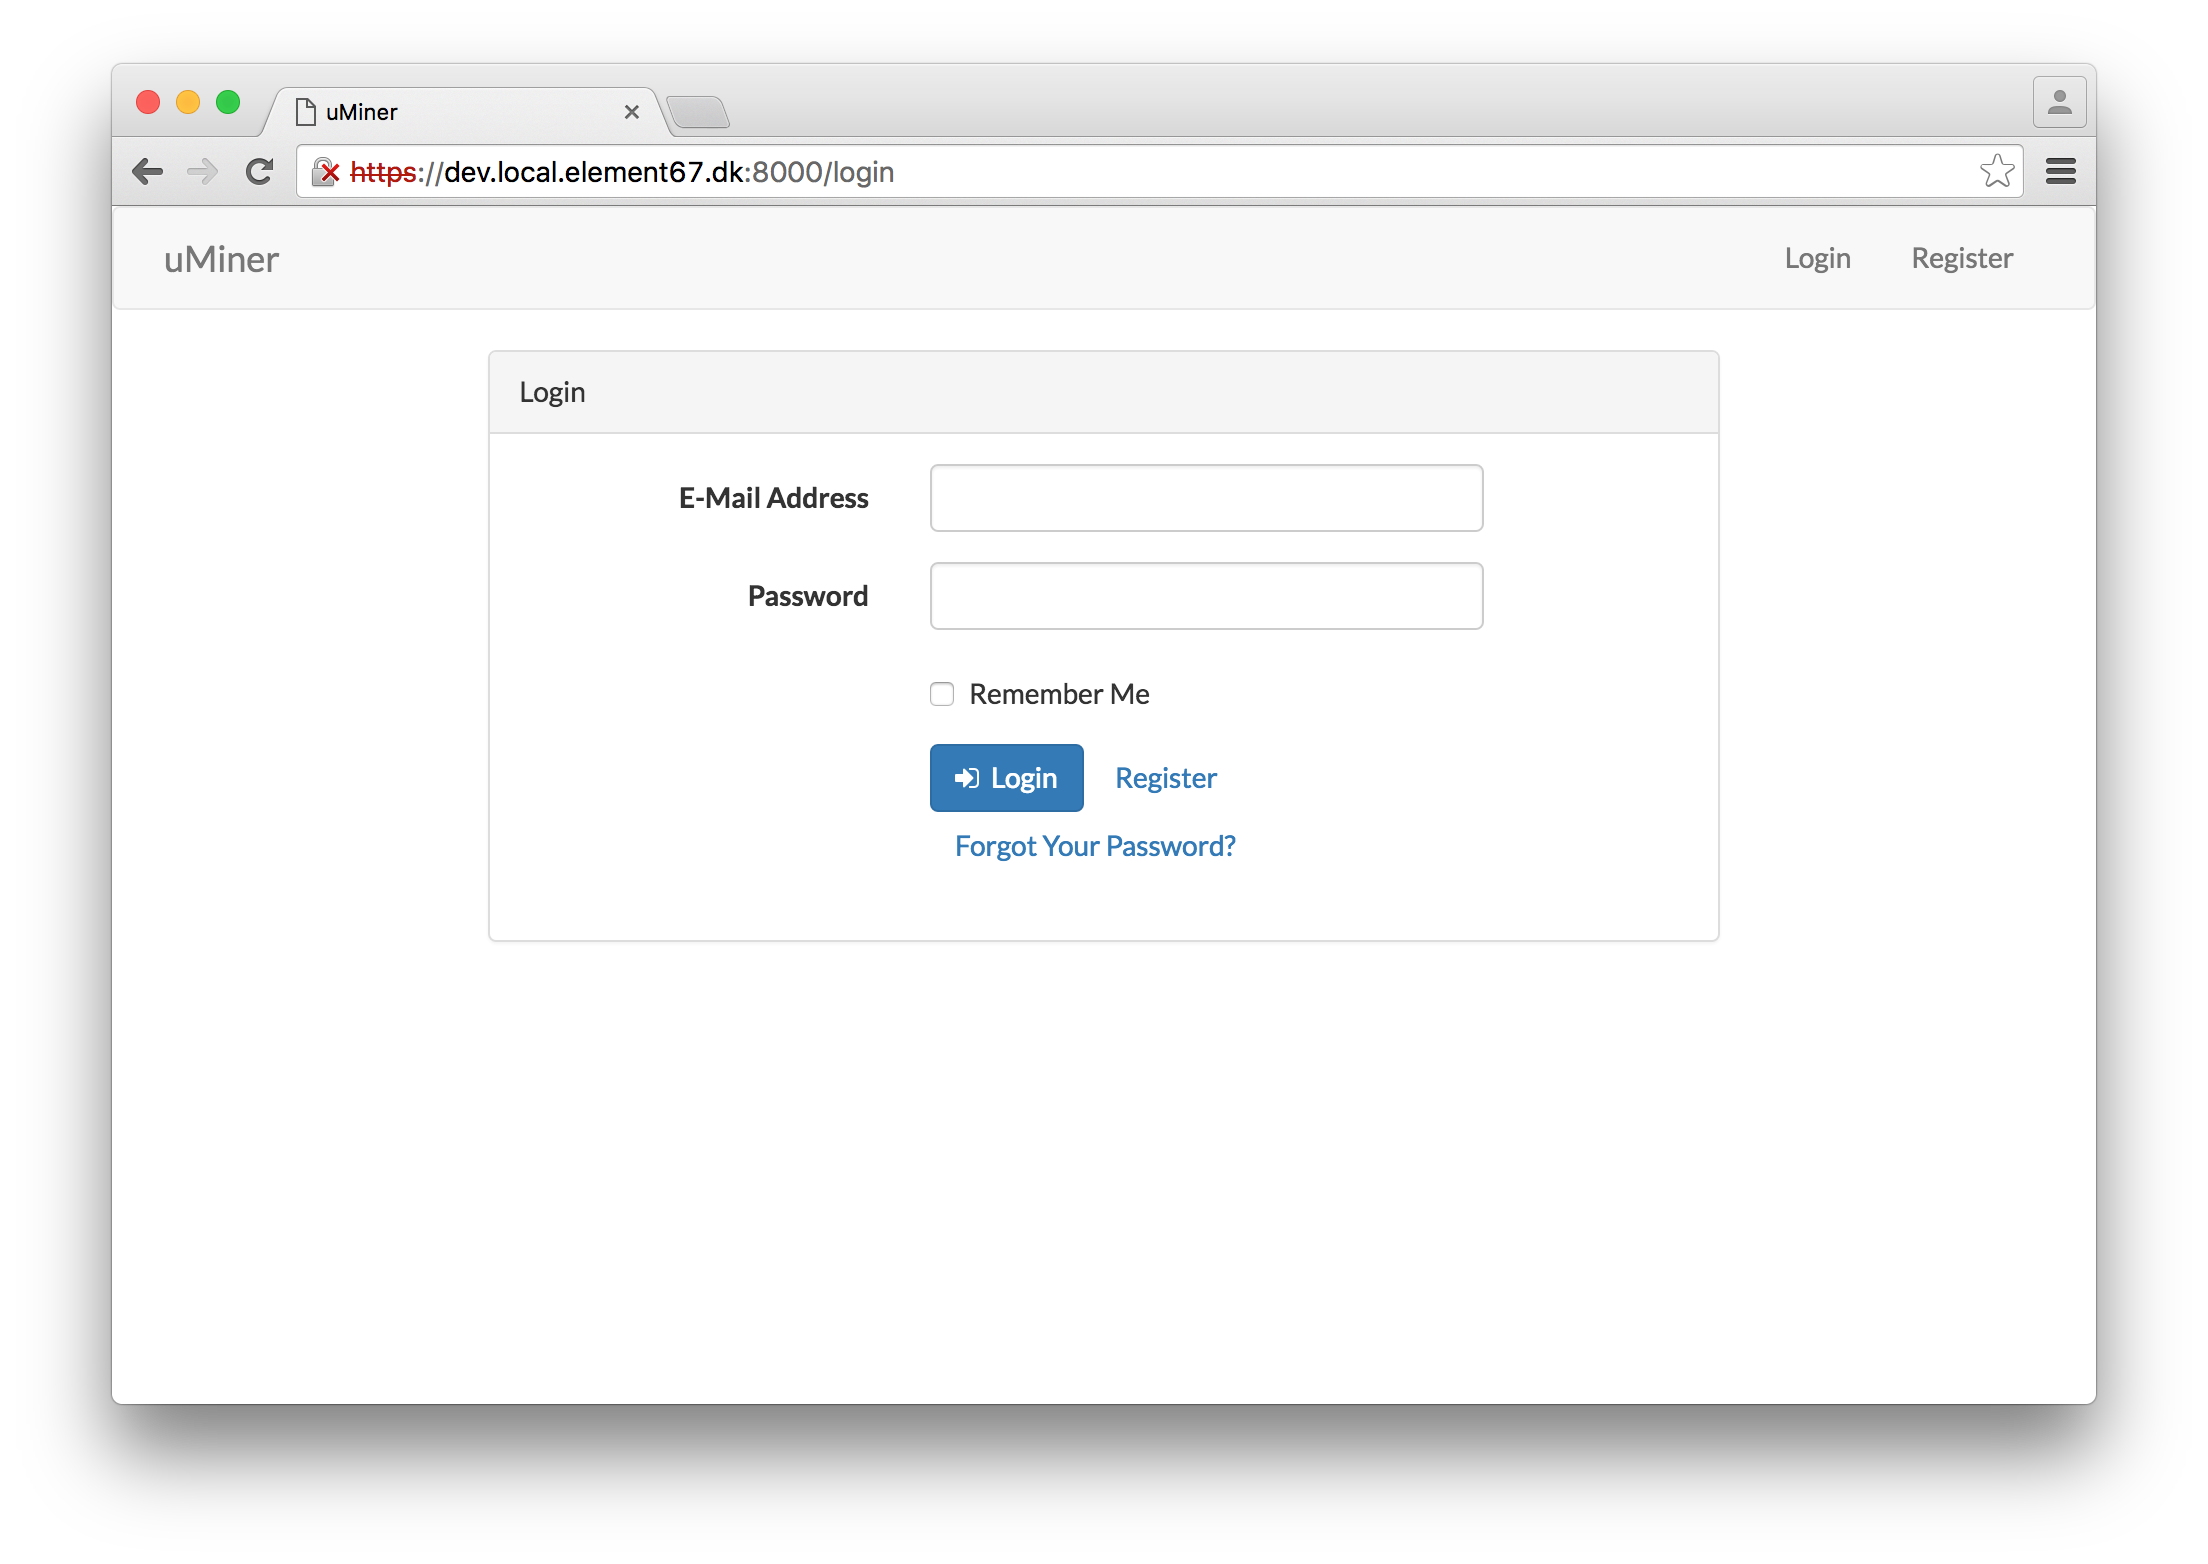 uMiner
https://dev.local.element67.dk:8000/login
uMiner Login Register
Login
E-Mail Address
Password
Remember Me
Login Register
Forgot Your Password?